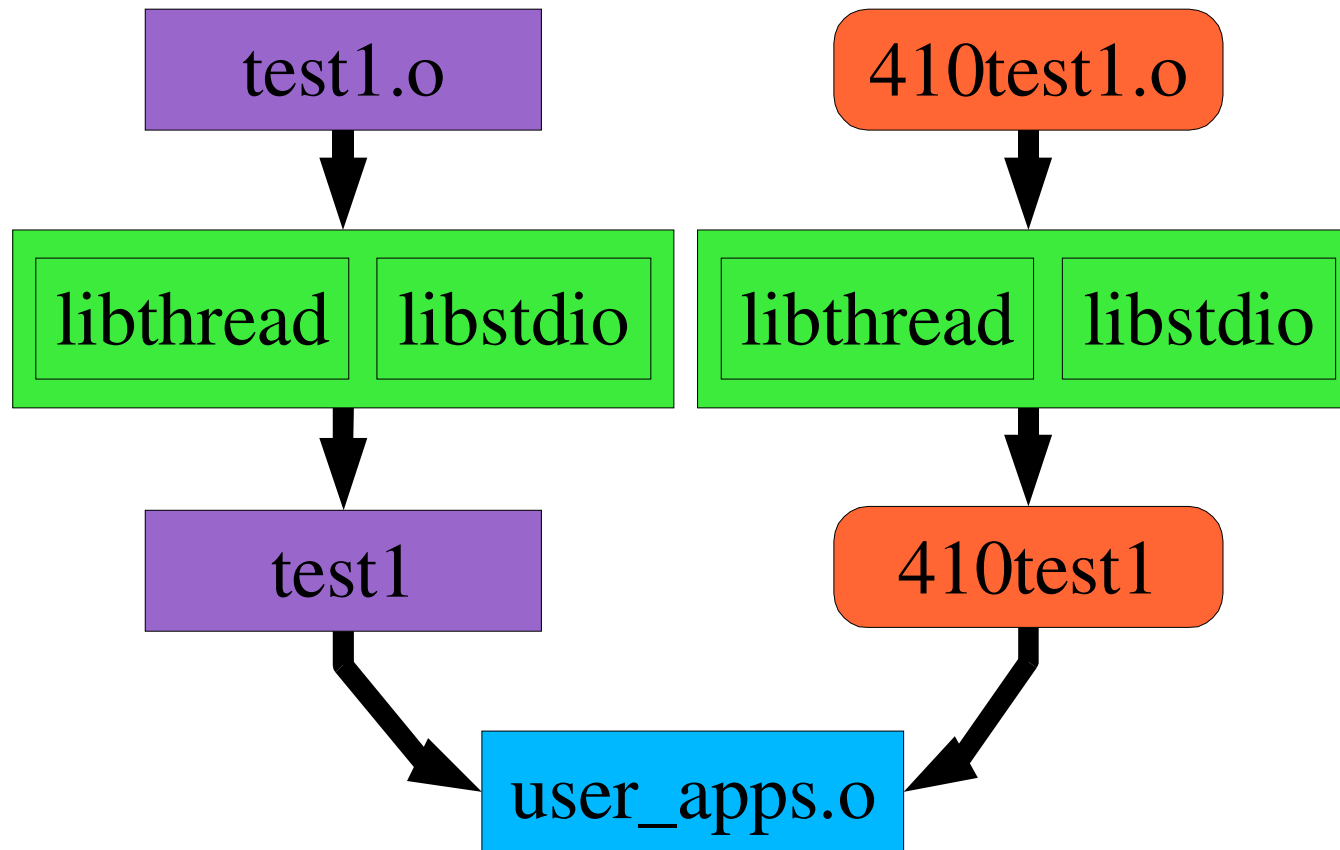 test1.o
410test1.o
libthread
libstdio
libthread
libstdio
test1
410test1
user_apps.o